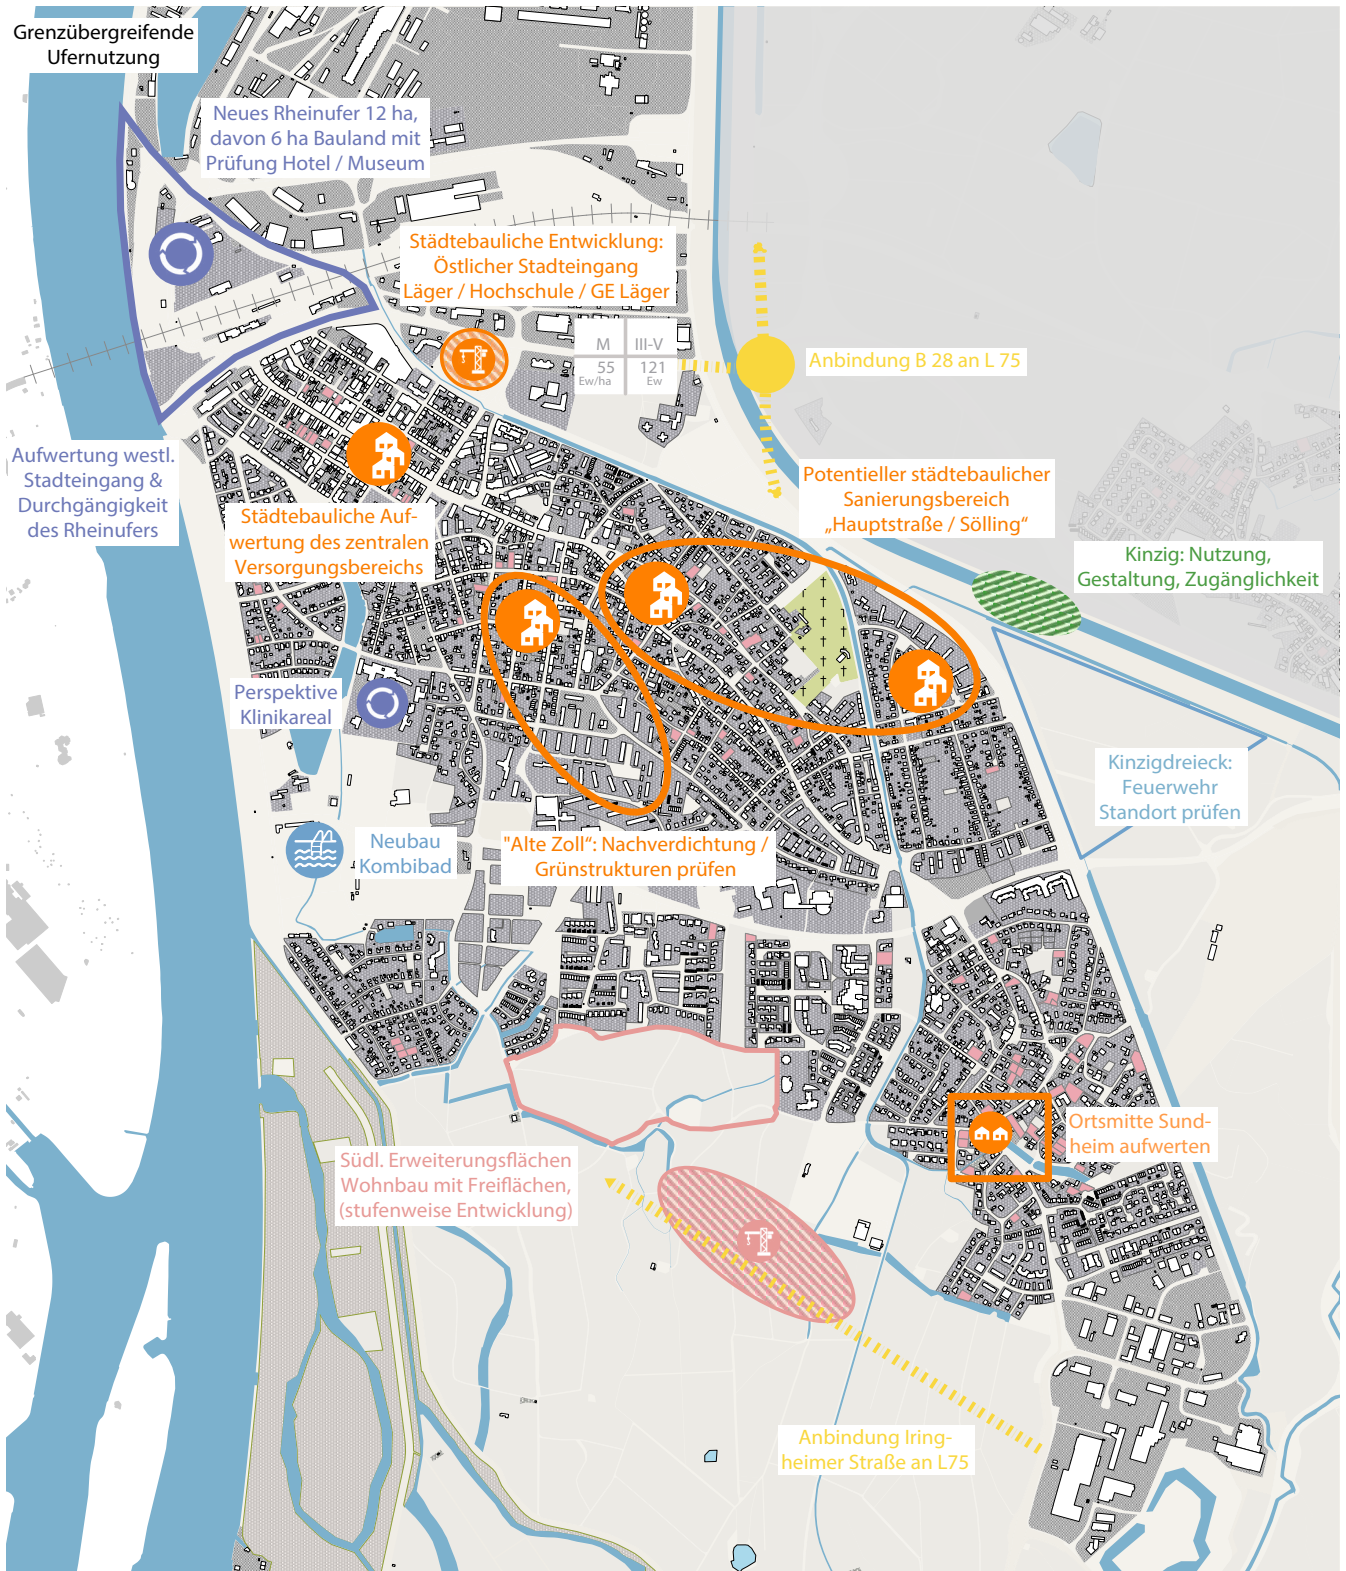 Grenzübergreifende
Ufernutzung
Neues Rheinufer 12 ha,
davon 6 ha Bauland mit
Prüfung Hotel / Museum
Städtebauliche Entwicklung:
Östlicher Stadteingang
Läger / Hochschule / GE Läger
M III-V
55 121
Ew/ha Ew
Anbindung B 28 an L 75
Aufwertung westl.
Stadteingang &
Durchgängigkeit
des Rheinufers
Städtebauliche Auf-
wertung des zentralen
Versorgungsbereichs
Potentieller städtebaulicher
Sanierungsbereich
„Hauptstraße / Sölling“
Kinzig: Nutzung,
Gestaltung, Zugänglichkeit
Perspektive
Klinikareal
Kinzigdreieck:
Feuerwehr
Standort prüfen
Neubau
Kombibad
"Alte Zoll“: Nachverdichtung /
Grünstrukturen prüfen
Ortsmitte Sund-
heim aufwerten
Südl. Erweiterungsflächen
Wohnbau mit Freiflächen,
(stufenweise Entwicklung)
Anbindung Iring-
heimer Straße an L75